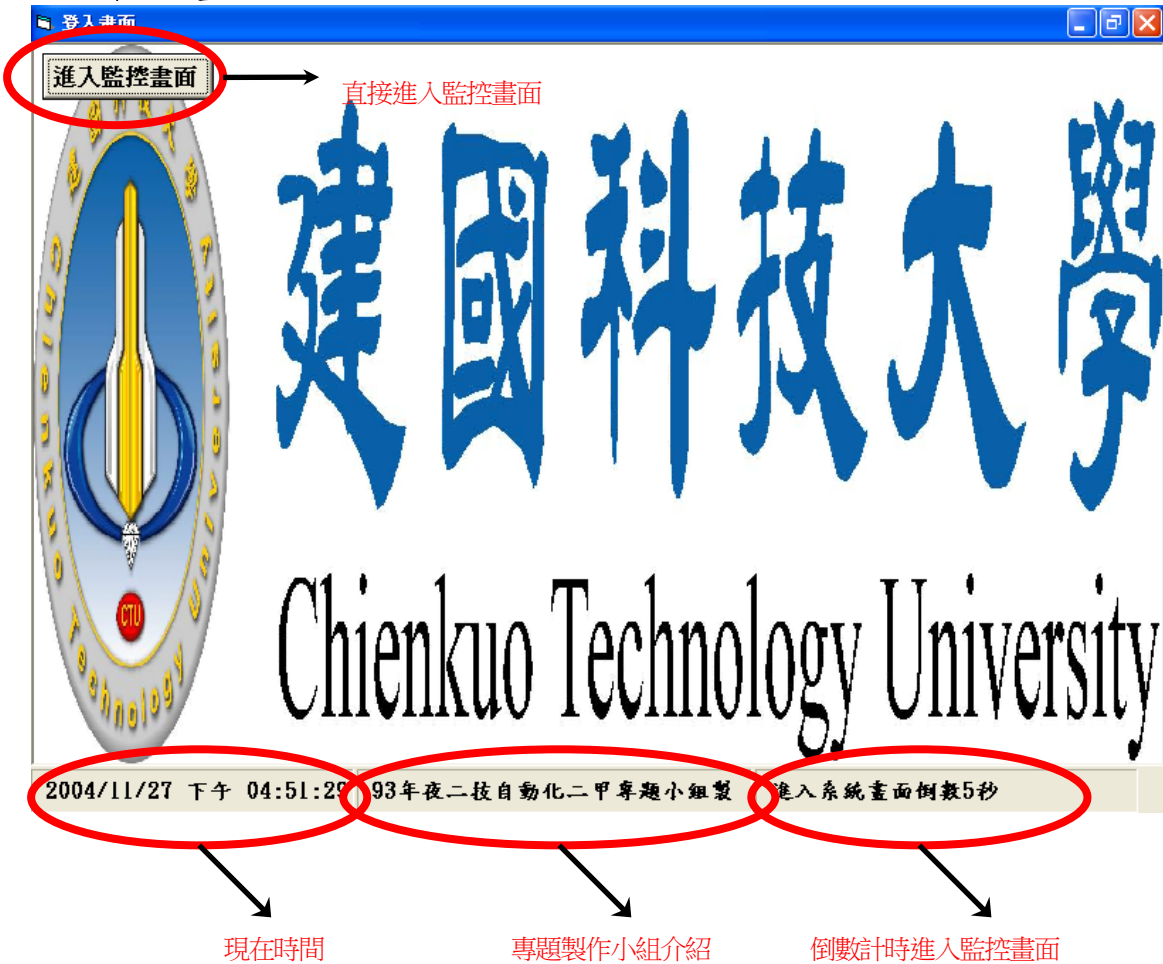 登入畫面
進入監控畫面
直接進入監控畫面
建國科技大學
Chienkuo Technology University
CTU
Chienkuo Technology University
2004/11/27 下午 04:51:29
93年夜二技自動化二甲專題小組製
進入系統畫面倒數5秒
現在時間
專題製作小組介紹
倒數計時進入監控畫面